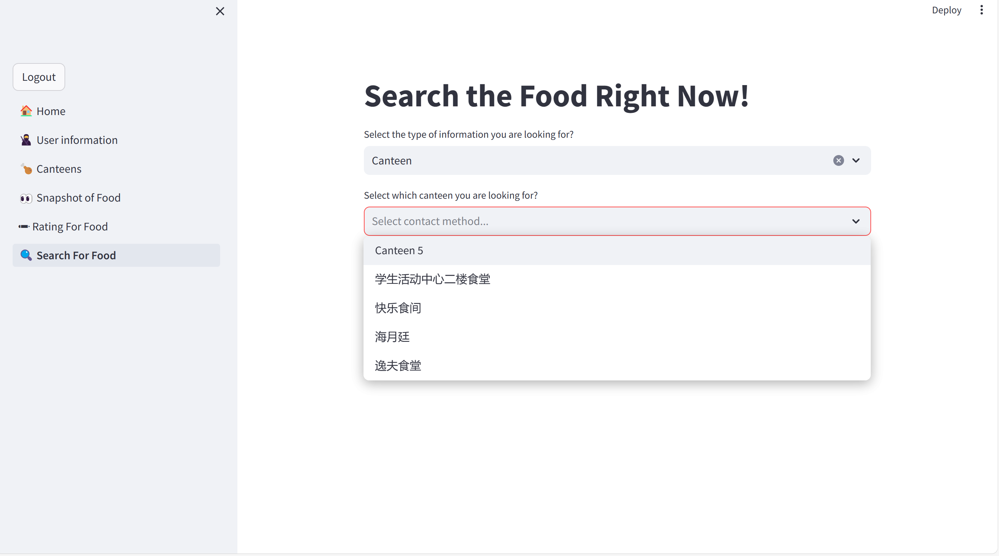 Deploy
Logout
Home
User information
Canteens
Snapshot of Food
Rating For Food
Search For Food
Search the Food Right Now!
Select the type of information you are looking for?
Canteen
Select which canteen you are looking for?
Select contact method...
Canteen 5
学生活动中心二楼食堂
快乐食间
海月廷
逸夫食堂